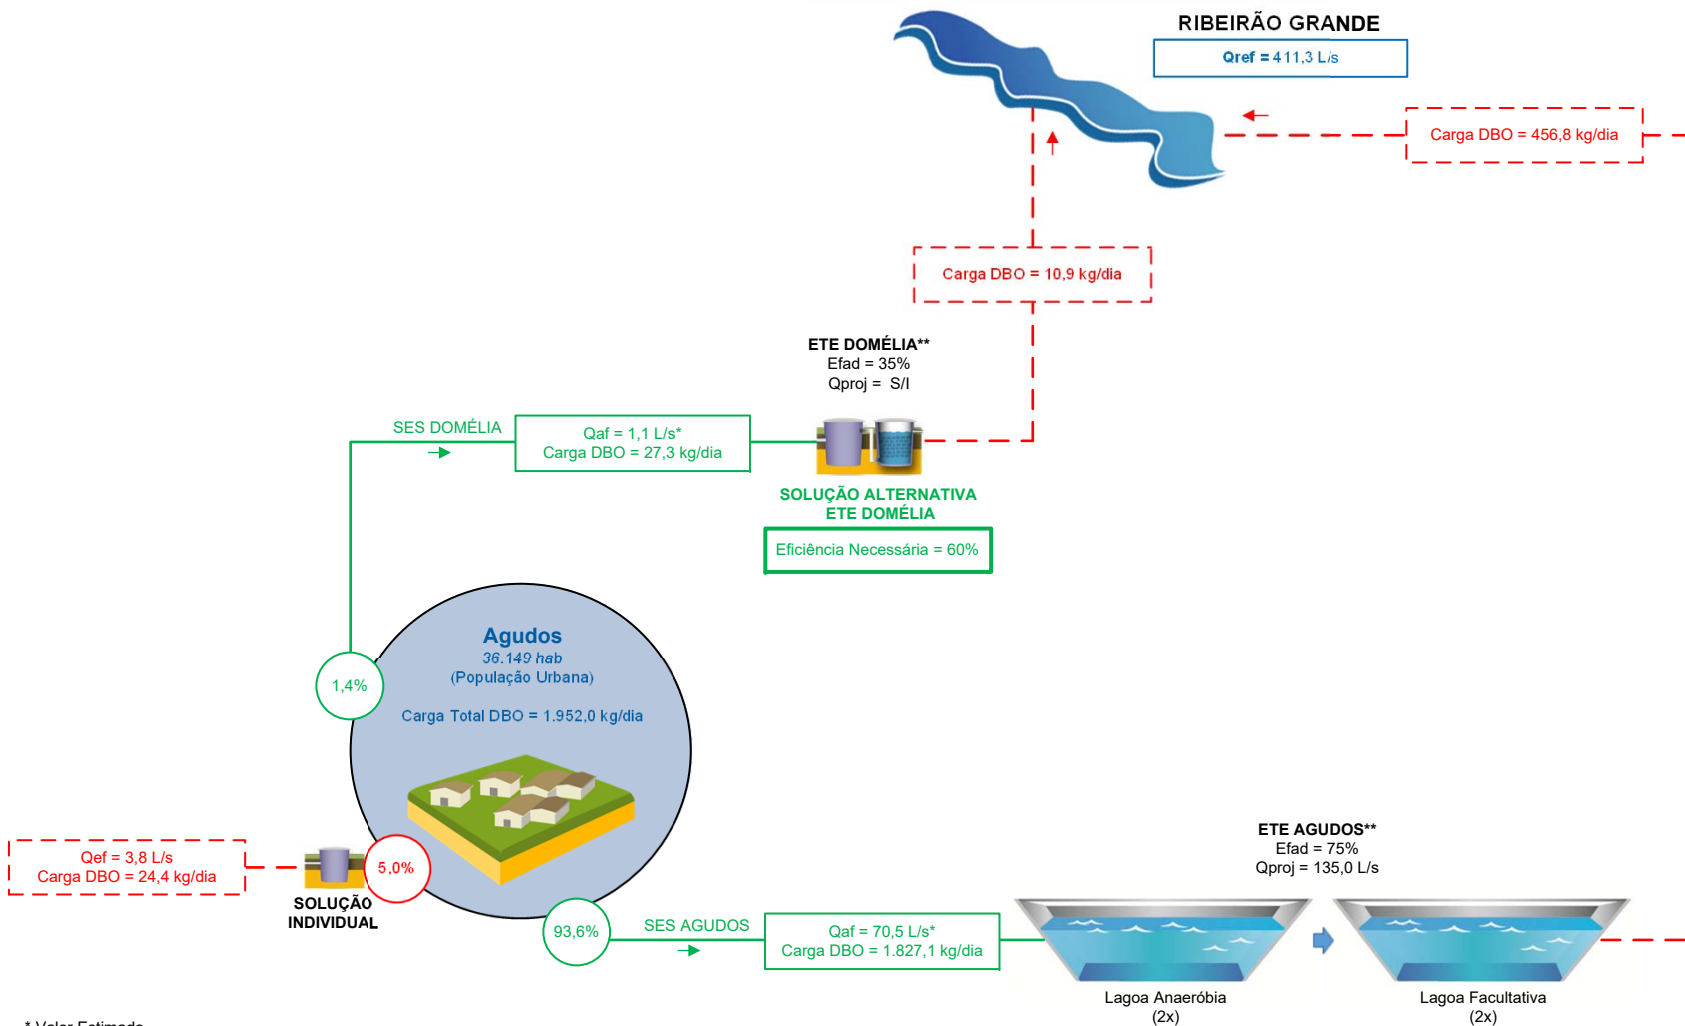 RIBEIRÃO GRANDE
Qref = 411,3 L/s
Carga DBO = 456,8 kg/dia
Carga DBO = 10,9 kg/dia
ETE DOMÉLIA**
Efad = 35%
Qproj = S/I
SES DOMÉLIA
Qaf = 1,1 L/s*
Carga DBO = 27,3 kg/dia
SOLUÇÃO ALTERNATIVA
ETE DOMÉLIA
Eficiência Necessária = 60%
Agudos
36.149 hab
(População Urbana)
1,4%
Carga Total DBO = 1.952,0 kg/dia
ETE AGUDOS**
Efad = 75%
Qproj = 135,0 L/s
Qef = 3,8 L/s
Carga DBO = 24,4 kg/dia
5,0%
SOLUÇÃO
INDIVIDUAL
93,6%
SES AGUDOS
Qaf = 70,5 L/s*
Carga DBO = 1.827,1 kg/dia
Lagoa Anaeróbia
(2x)
Lagoa Facultativa
(2x)
* Valor Estimado